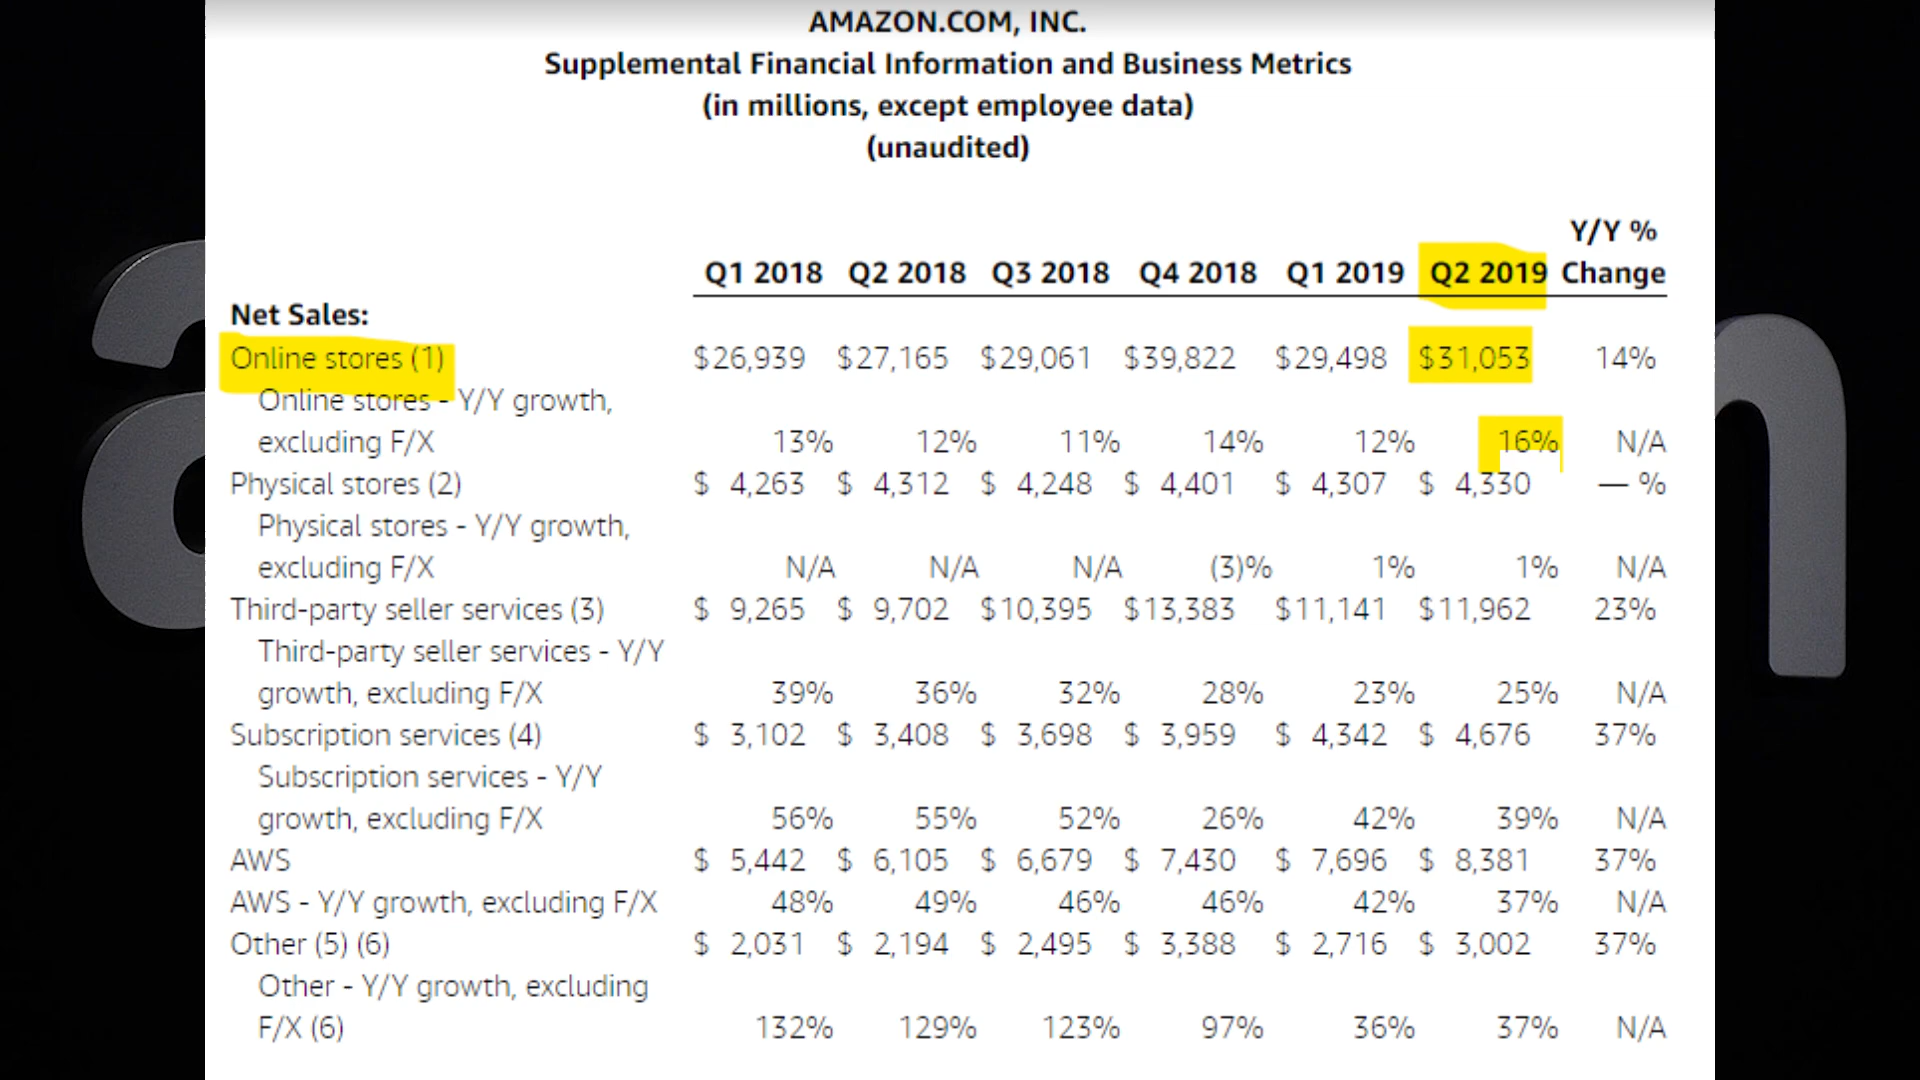 AMAZON.COM, INC.
Supplemental Financial Information and Business Metrics
(in millions, except employee data)
(unaudited)
Y/Y %
Q1 2018 Q2 2018 Q3 2018 Q4 2018 Q1 2019 Q2 2019 Change
Net Sales:
Online stores (1) $26,939 $27,165 $29,061 $39,822 $29,498 $31,053 14%
Online stores - Y/Y growth,
excluding F/X 13% 12% 11% 14% 12% 16% N/A
Physical stores (2) $ 4,263 $ 4,312 $ 4,248 $ 4,401 $ 4,307 $ 4,330 — %
Physical stores - Y/Y growth,
excluding F/X N/A N/A N/A (3)% 1% 1% N/A
Third-party seller services (3) $ 9,265 $ 9,702 $10,395 $13,383 $11,141 $11,962 23%
Third-party seller services - Y/Y
growth, excluding F/X 39% 36% 32% 28% 23% 25% N/A
Subscription services (4) $ 3,102 $ 3,408 $ 3,698 $ 3,959 $ 4,342 $ 4,676 37%
Subscription services - Y/Y
growth, excluding F/X 56% 55% 52% 26% 42% 39% N/A
AWS $ 5,442 $ 6,105 $ 6,679 $ 7,430 $ 7,696 $ 8,381 37%
AWS - Y/Y growth, excluding F/X 48% 49% 46% 46% 42% 37% N/A
Other (5) (6) $ 2,031 $ 2,194 $ 2,495 $ 3,388 $ 2,716 $ 3,002 37%
Other - Y/Y growth, excluding
F/X (6) 132% 129% 123% 97% 36% 37% N/A